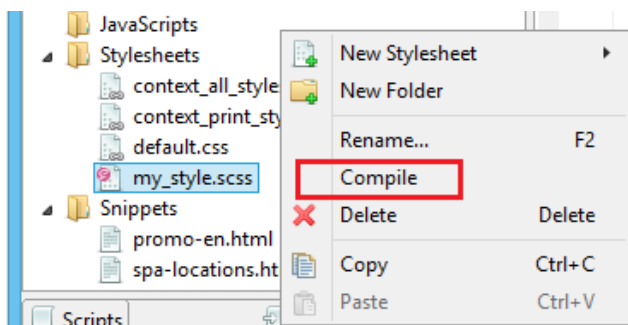 JavaScripts
Stylesheets
context_all_style
context_print_sty
default.css
my_style.scss
Snippets
promo-en.html
spa-locations.ht
Scripts
New Stylesheet
New Folder
Rename... F2
Compile
Delete Delete
Copy Ctrl+C
Paste Ctrl+V